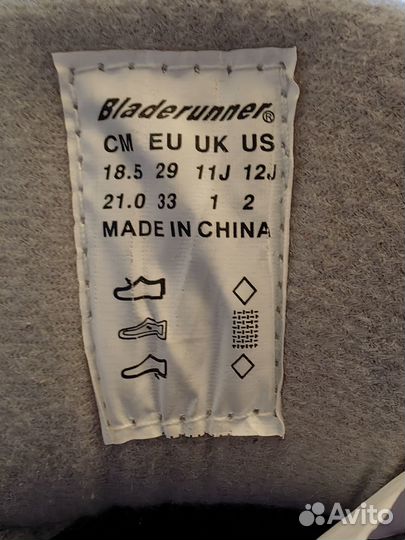 Bladerunner®
CM EU UK US
18.5 29 11J 12J
21.0 33 1 2
MADE IN CHINA
Avito